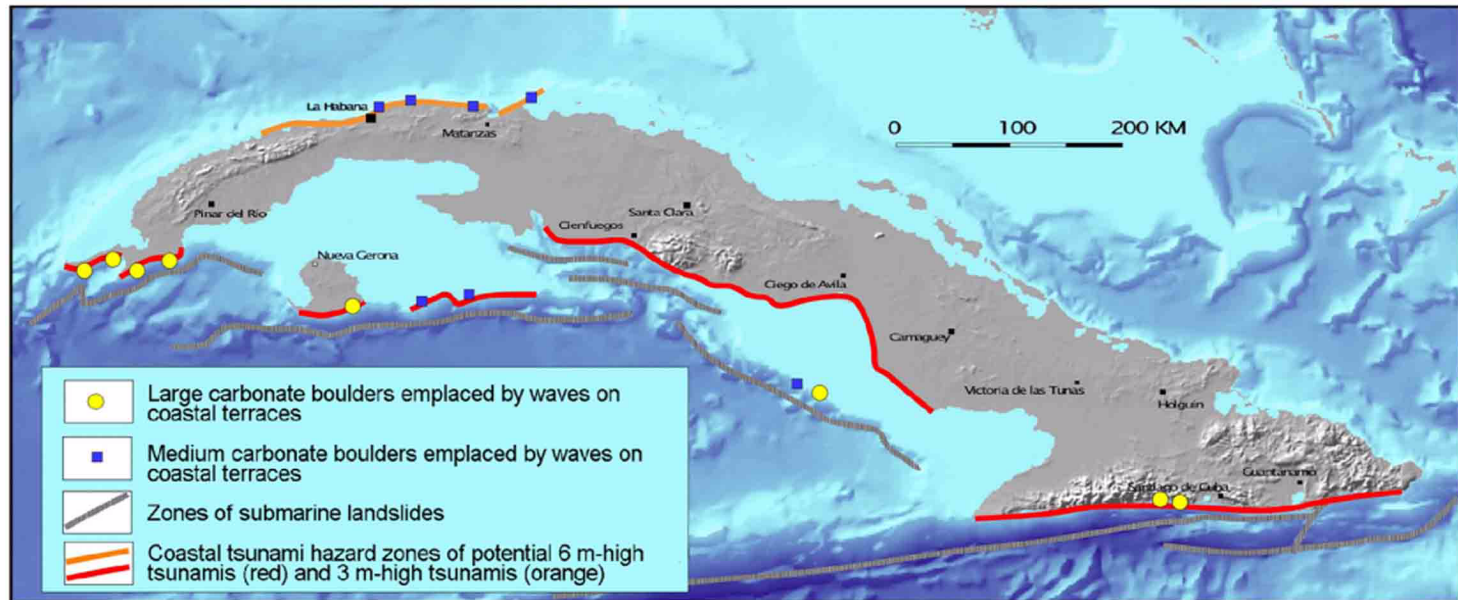 La Habana
Matanzas
0 100 200 KM
Pinar del Río
Santa Clara
Cienfuegos
Nueva Gerona
Ciego de Avila
Camaguey
Victoria de las Tunas
Holguín
Guantanamo
Santiago de Cuba
Large carbonate boulders emplaced by waves on
coastal terraces
Medium carbonate boulders emplaced by waves on
coastal terraces
Zones of submarine landslides
Coastal tsunami hazard zones of potential 6 m-high
tsunamis (red) and 3 m-high tsunamis (orange)